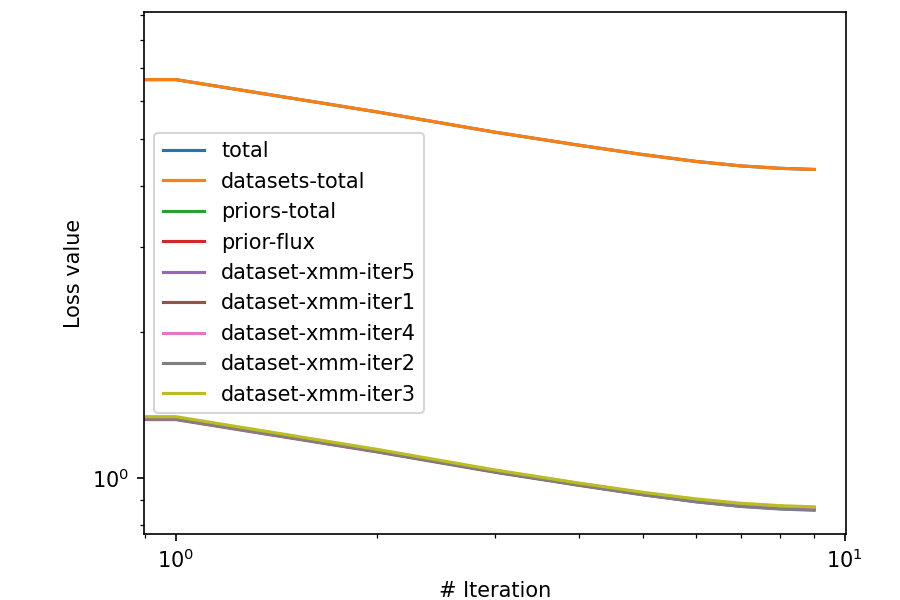 total
datasets-total
priors-total
prior-flux
dataset-xmm-iter5
dataset-xmm-iter1
dataset-xmm-iter4
dataset-xmm-iter2
dataset-xmm-iter3
Loss value
10⁰
10⁰ 10¹
# Iteration